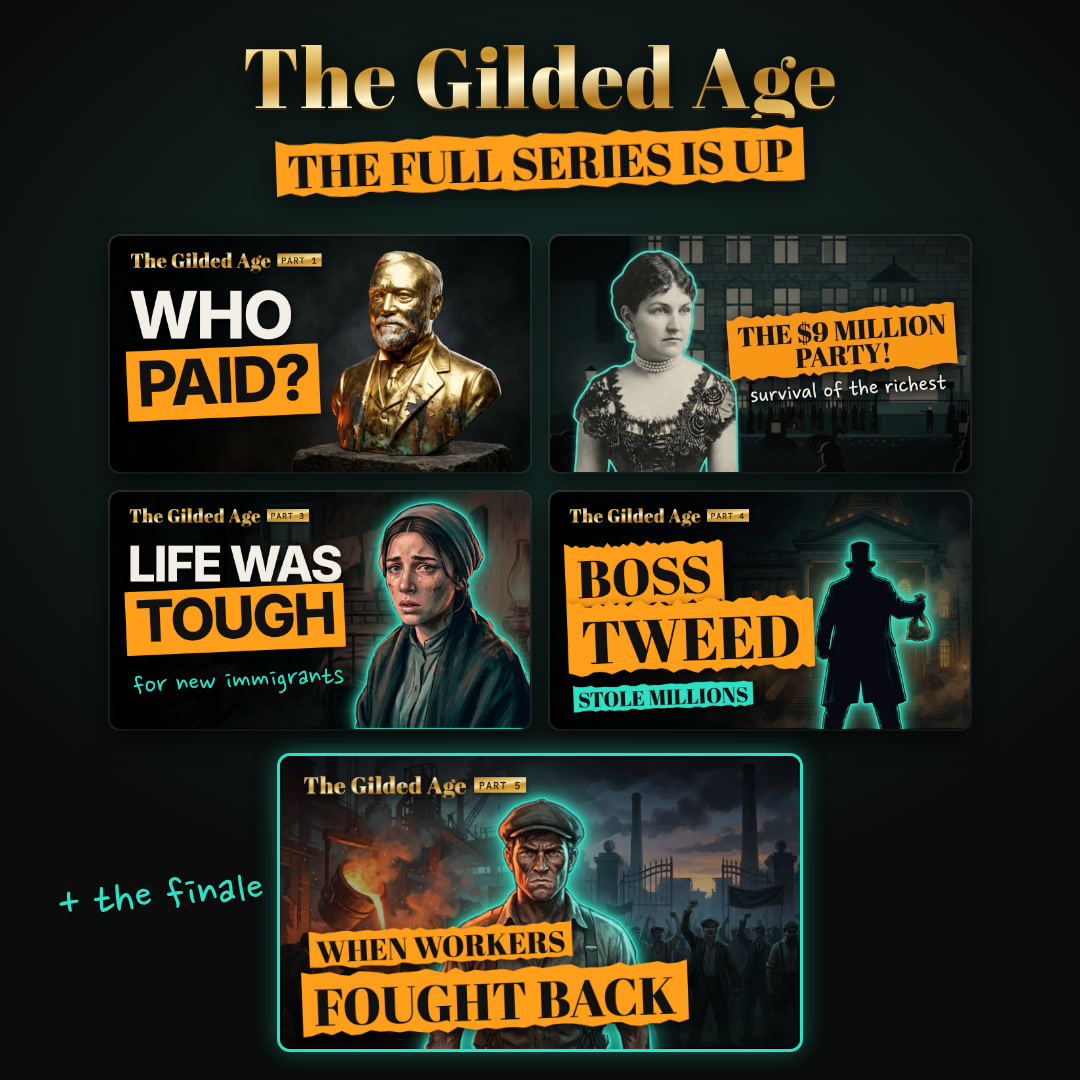 The Gilded Age
THE FULL SERIES IS UP
The Gilded Age PART 1
WHO
PAID?
THE $9 MILLION
PARTY!
survival of the richest
The Gilded Age PART 3
LIFE WAS
TOUGH
for new immigrants
The Gilded Age PART 4
BOSS
TWEED
STOLE MILLIONS
+ the finale
The Gilded Age PART 5
WHEN WORKERS
FOUGHT BACK